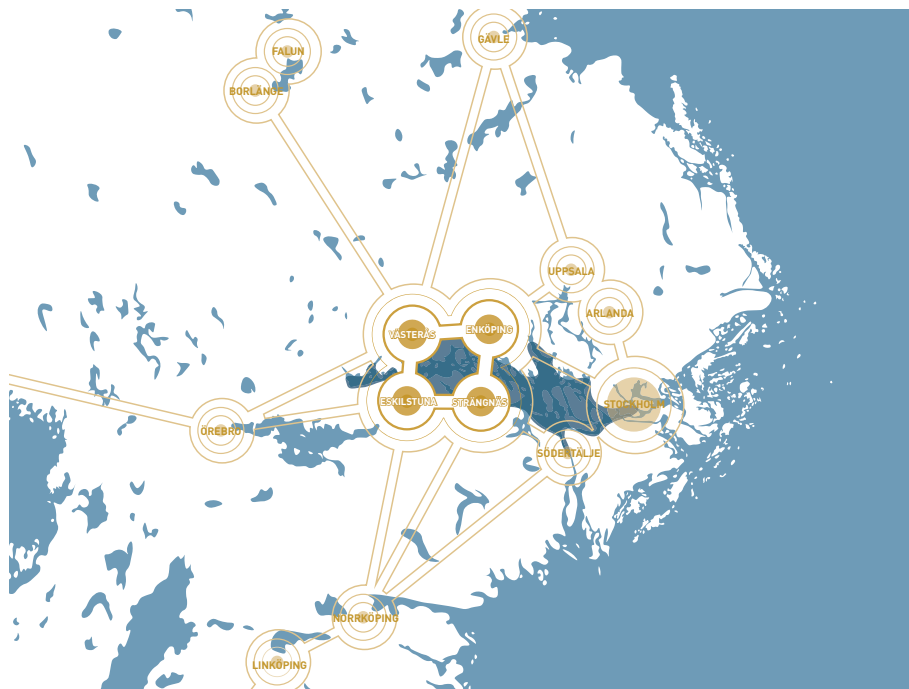 GÄVLE
FALUN
BORLÄNGE
UPPSALA
ARLANDA
VÄSTERÅS
ENKÖPING
ESKILSTUNA
STRÄNGNÄS
STOCKHOLM
ÖREBRO
SÖDERTÄLJE
NORRKÖPING
LINKÖPING